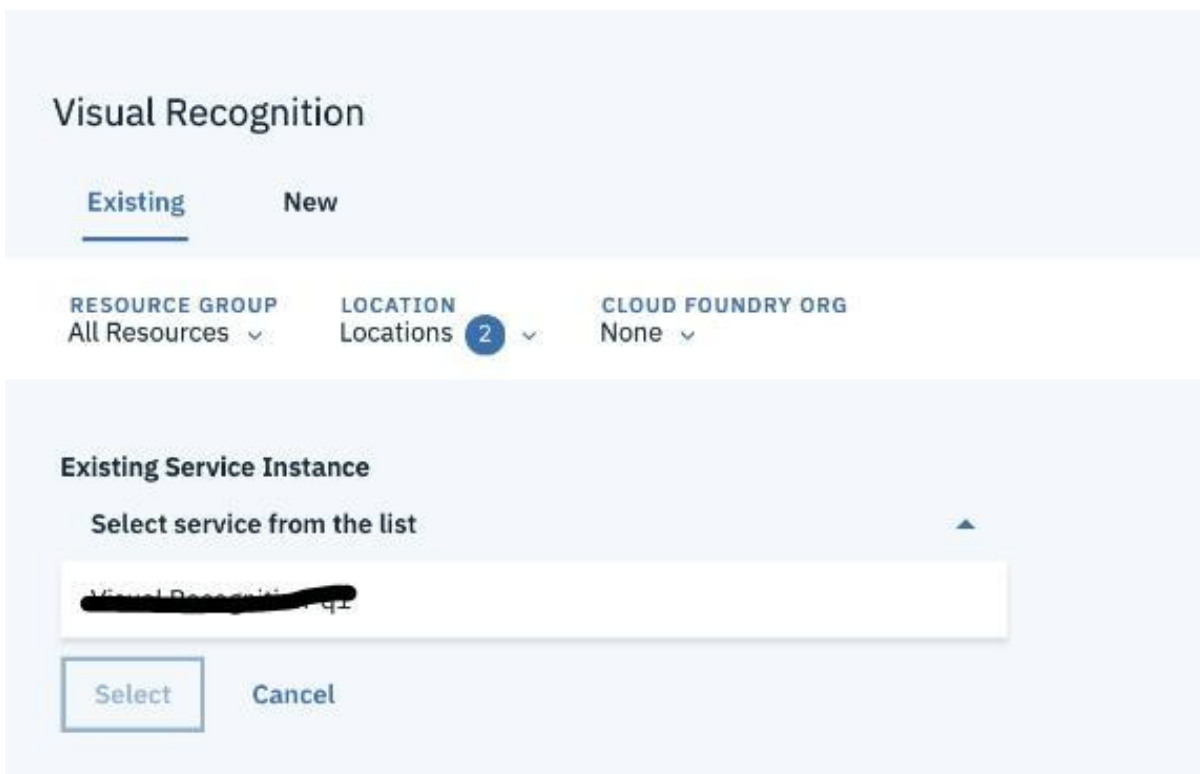 Visual Recognition
Existing New
RESOURCE GROUP LOCATION CLOUD FOUNDRY ORG
All Resources Locations 2 None
Existing Service Instance
Select service from the list
Select Cancel